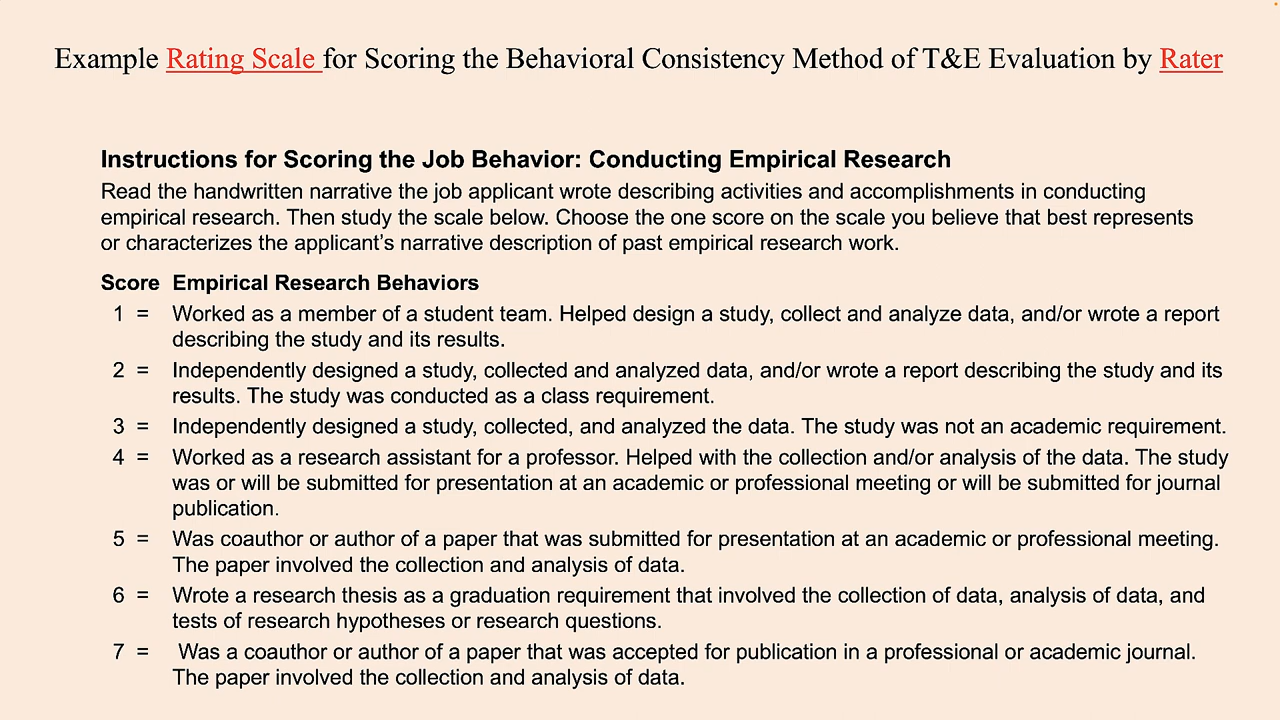 Example Rating Scale for Scoring the Behavioral Consistency Method of T&E Evaluation by Rater
Instructions for Scoring the Job Behavior: Conducting Empirical Research
Read the handwritten narrative the job applicant wrote describing activities and accomplishments in conducting
empirical research. Then study the scale below. Choose the one score on the scale you believe that best represents
or characterizes the applicant’s narrative description of past empirical research work.
Score Empirical Research Behaviors
1 = Worked as a member of a student team. Helped design a study, collect and analyze data, and/or wrote a report
describing the study and its results.
2 = Independently designed a study, collected and analyzed data, and/or wrote a report describing the study and its
results. The study was conducted as a class requirement.
3 = Independently designed a study, collected, and analyzed the data. The study was not an academic requirement.
4 = Worked as a research assistant for a professor. Helped with the collection and/or analysis of the data. The study
was or will be submitted for presentation at an academic or professional meeting or will be submitted for journal
publication.
5 = Was coauthor or author of a paper that was submitted for presentation at an academic or professional meeting.
The paper involved the collection and analysis of data.
6 = Wrote a research thesis as a graduation requirement that involved the collection of data, analysis of data, and
tests of research hypotheses or research questions.
7 = Was a coauthor or author of a paper that was accepted for publication in a professional or academic journal.
The paper involved the collection and analysis of data.